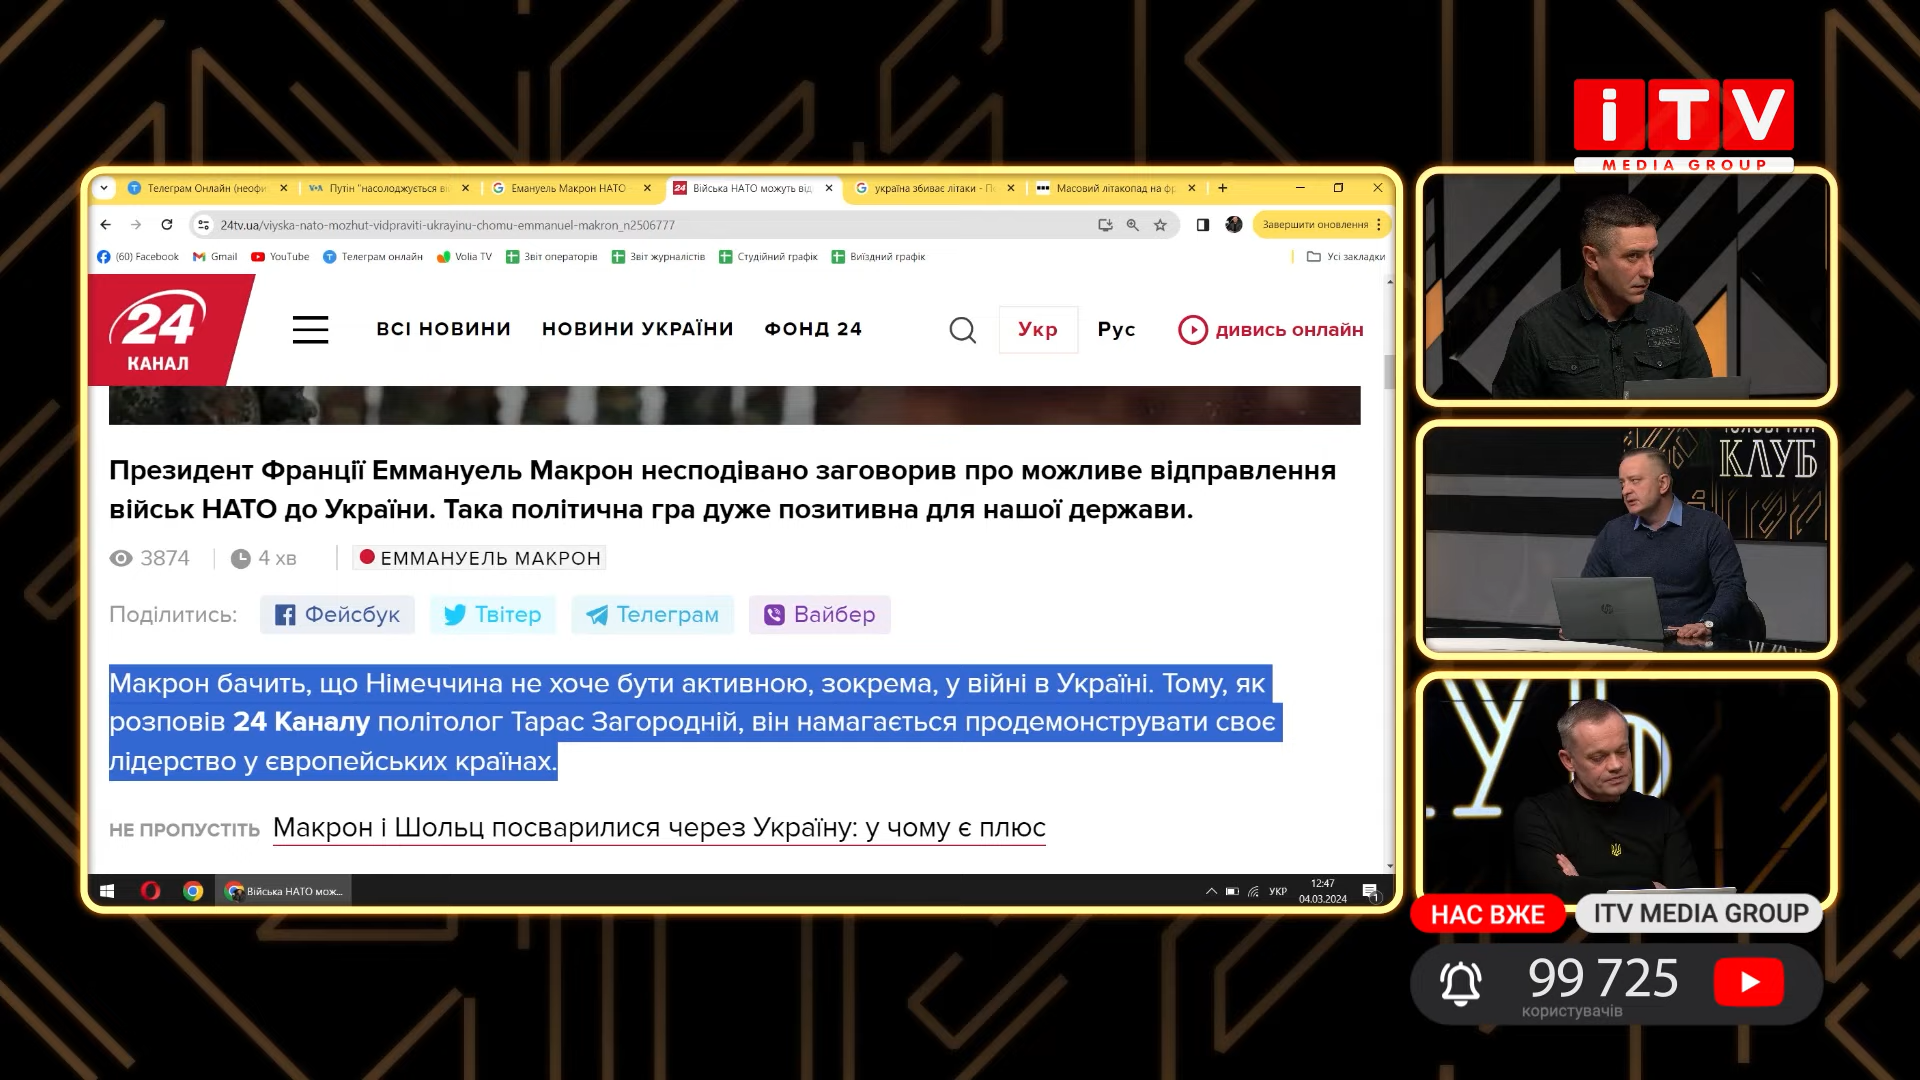 iTV
MEDIA GROUP
Телеграм Онлайн (неофі
Путін "насолоджується ві
Емануель Макрон НАТО
24 Війська НАТО можуть від
україна збиває літаки - П
Масовий літакопад на фр
24tv.ua/viyska-nato-mozhut-vidpraviti-ukrayinu-chomu-emmanuel-makron_n2506777
Завершити оновлення
(60) Facebook
Gmail
YouTube
Телеграм онлайн
Volia TV
Звіт операторів
Звіт журналістів
Студійний графік
Виїздний графік
Усі закладки
24
КАНАЛ
ВСІ НОВИНИ
НОВИНИ УКРАЇНИ
ФОНД 24
Укр
Рус
дивись онлайн
Президент Франції Еммануель Макрон несподівано заговорив про можливе відправлення
військ НАТО до України. Така політична гра дуже позитивна для нашої держави.
3874
4 хв
ЕММАНУЕЛЬ МАКРОН
Поділитись:
Фейсбук
Твітер
Телеграм
Вайбер
Макрон бачить, що Німеччина не хоче бути активною, зокрема, у війні в Україні. Тому, як
розповів 24 Каналу політолог Тарас Загородній, він намагається продемонструвати своє
лідерство у європейських країнах.
НЕ ПРОПУСТІТЬ Макрон і Шольц посварилися через Україну: у чому є плюс
Війська НАТО мож...
УКР
12:47
04.03.2024
1
КЛУБ
НАС ВЖЕ
ITV MEDIA GROUP
99 725
користувачів